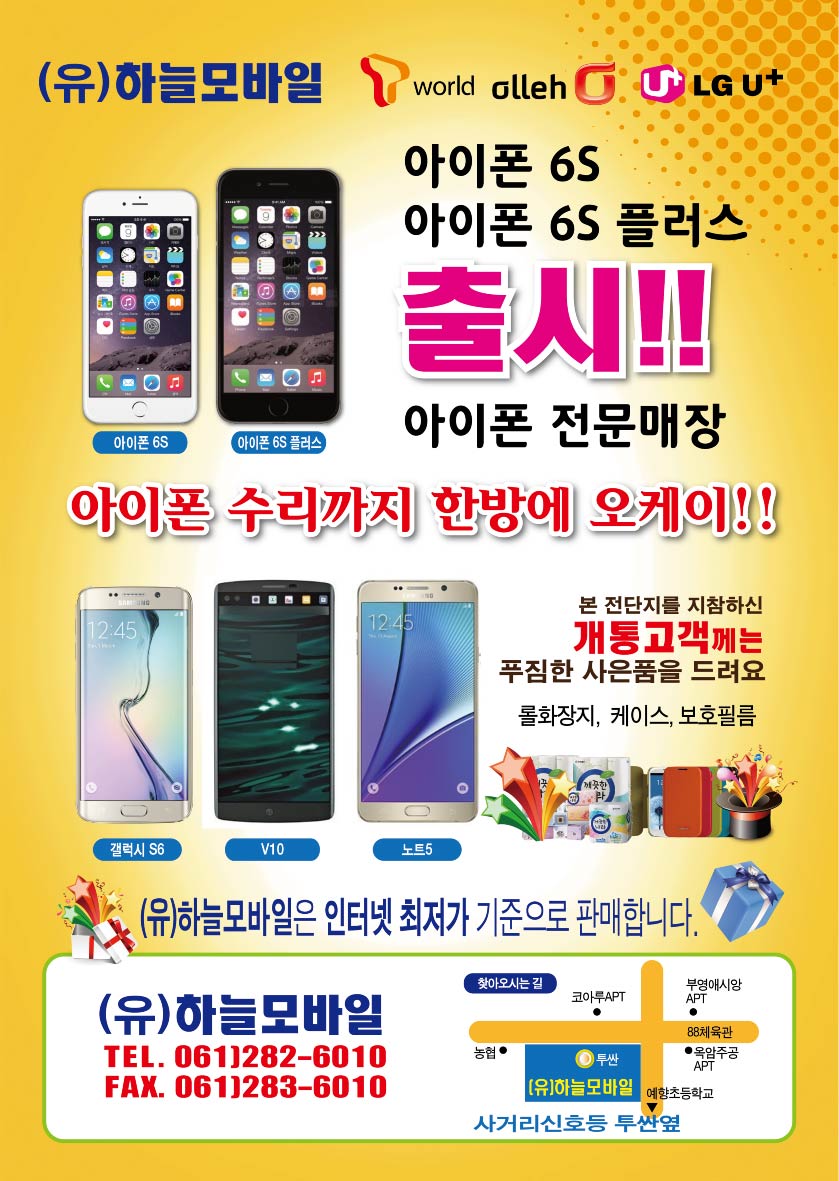 (유)하늘모바일
T world olleh U+ LG U+
아이폰 6S
아이폰 6S 플러스
출시!!
아이폰 전문매장
아이폰 6S
아이폰 6S 플러스
아이폰 수리까지 한방에 오케이!!
본 전단지를 지참하신
개통고객께는
푸짐한 사은품을 드려요
롤화장지, 케이스, 보호필름
SAMSUNG
12:45
SAMSUNG
12:45
깨끗한
갤럭시 S6
V10
노트5
(유)하늘모바일은 인터넷 최저가 기준으로 판매합니다.
(유)하늘모바일
TEL. 061)282-6010
FAX. 061)283-6010
찾아오시는 길
코아루APT
부영애시앙
APT
88체육관
농협
투싼
옥암주공
APT
(유)하늘모바일
예향초등학교
사거리신호등 투싼옆